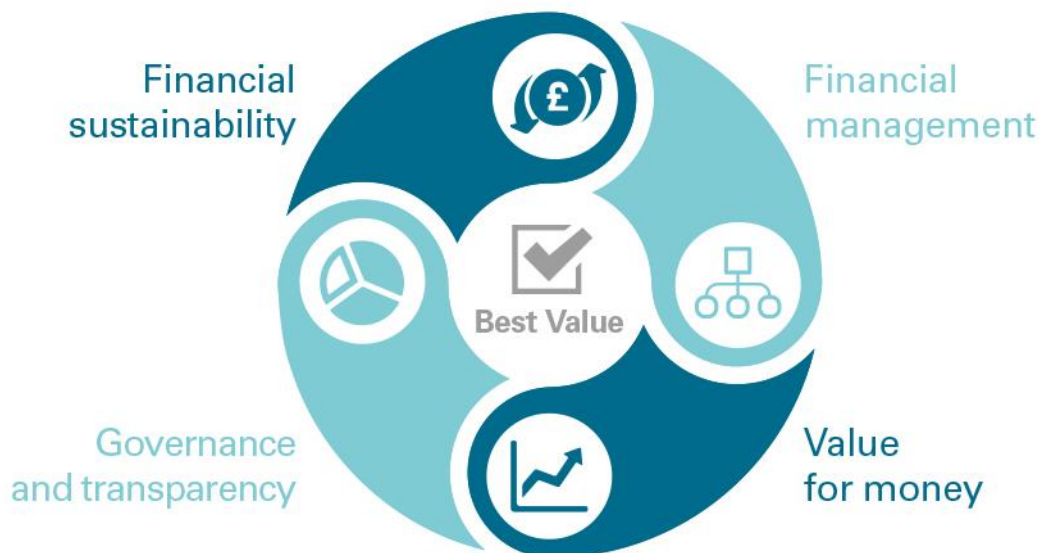 Financial
sustainability
Financial
management
£
Best Value
Governance
and transparency
Value
for money